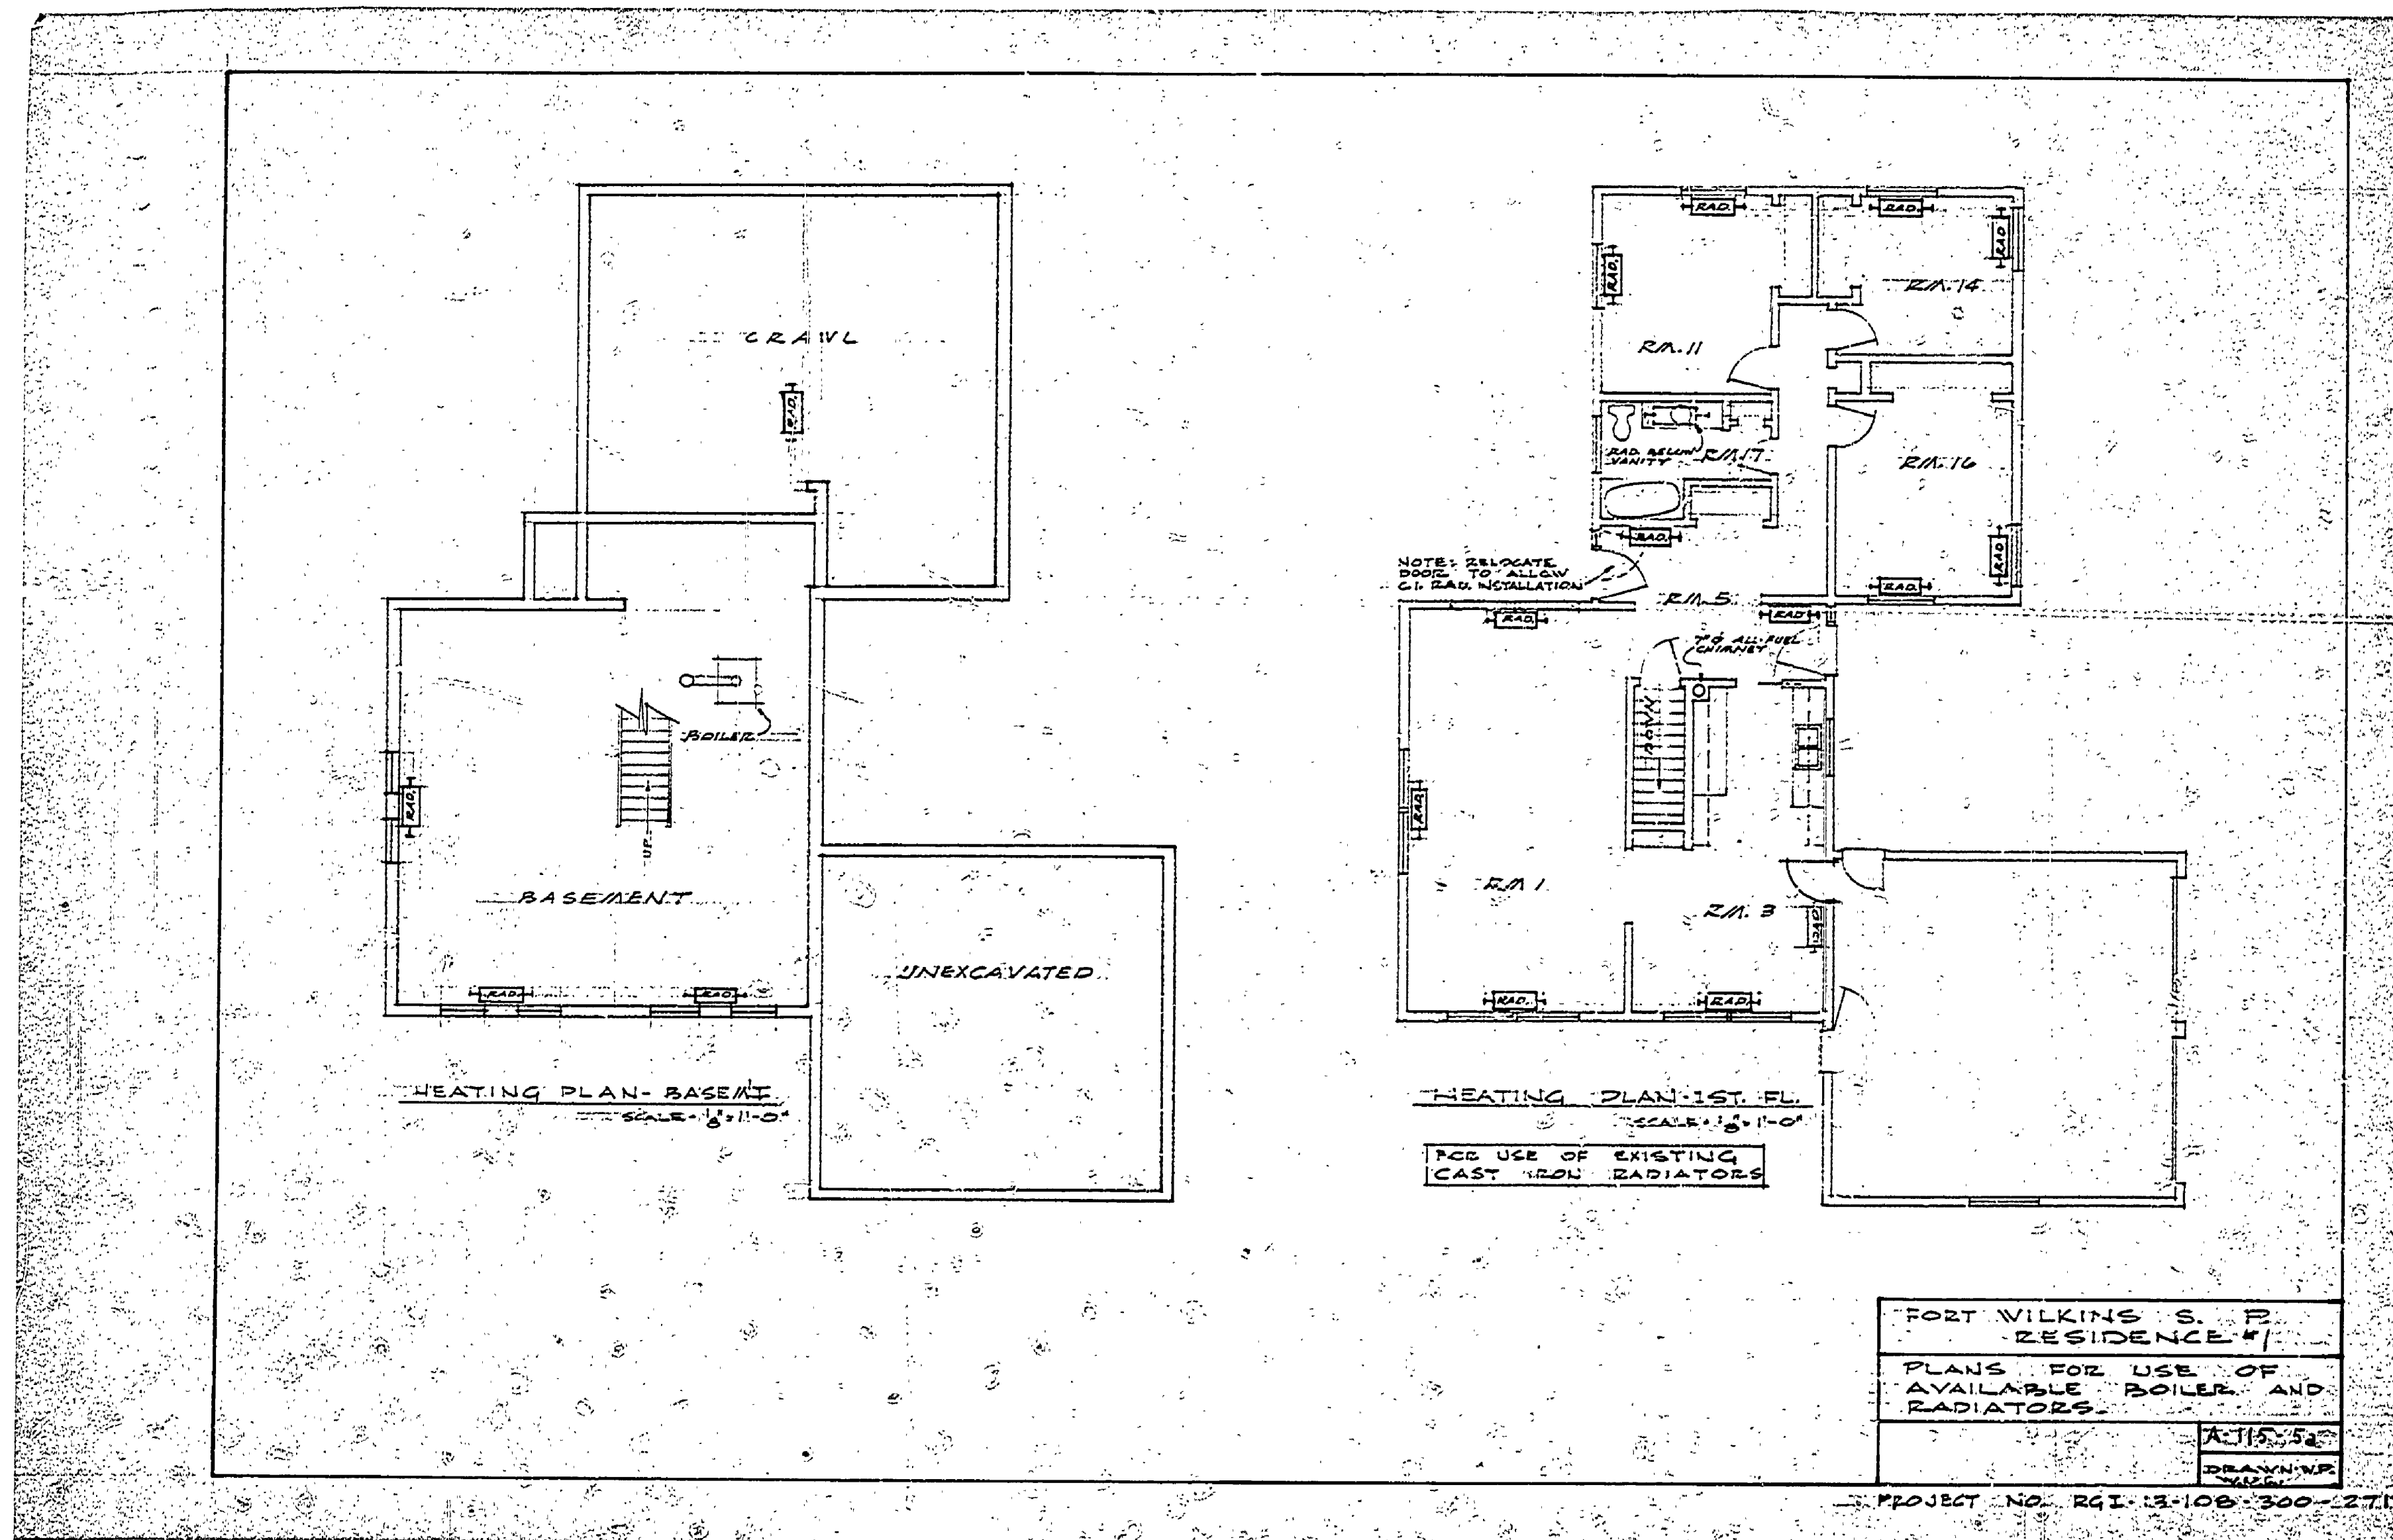 CRAWL
RAD.
BOILER
RAD.
UP
BASEMENT
UNEXCAVATED
RAD.
RAD.
HEATING PLAN - BASEM'T
SCALE - 1/8" = 1'-0"
RAD.
RAD.
RAD
RAD.
RM. 14
RM. 11
RAD. BELOW
VANITY
RM. 17
RM. 16
RAD.
RAD
RAD.
NOTE: RELOCATE
DOOR TO ALLOW
C.I. RAD. INSTALLATION
RM. 5
RAD.
RAD
7"Φ ALL-FUEL
CHIMNEY
DOWN
RAD.
RM 1
RM. 3
RAD
RAD.
RAD.
HEATING PLAN - 1ST. FL.
SCALE - 1/8" = 1'-0"
FOR USE OF EXISTING
CAST IRON RADIATORS
FORT WILKINS S. P.
RESIDENCE #1
PLANS FOR USE OF
AVAILABLE BOILER AND
RADIATORS
A-115-5a
DRAWN W.P.
PROJECT NO. RGI-13-108-300-